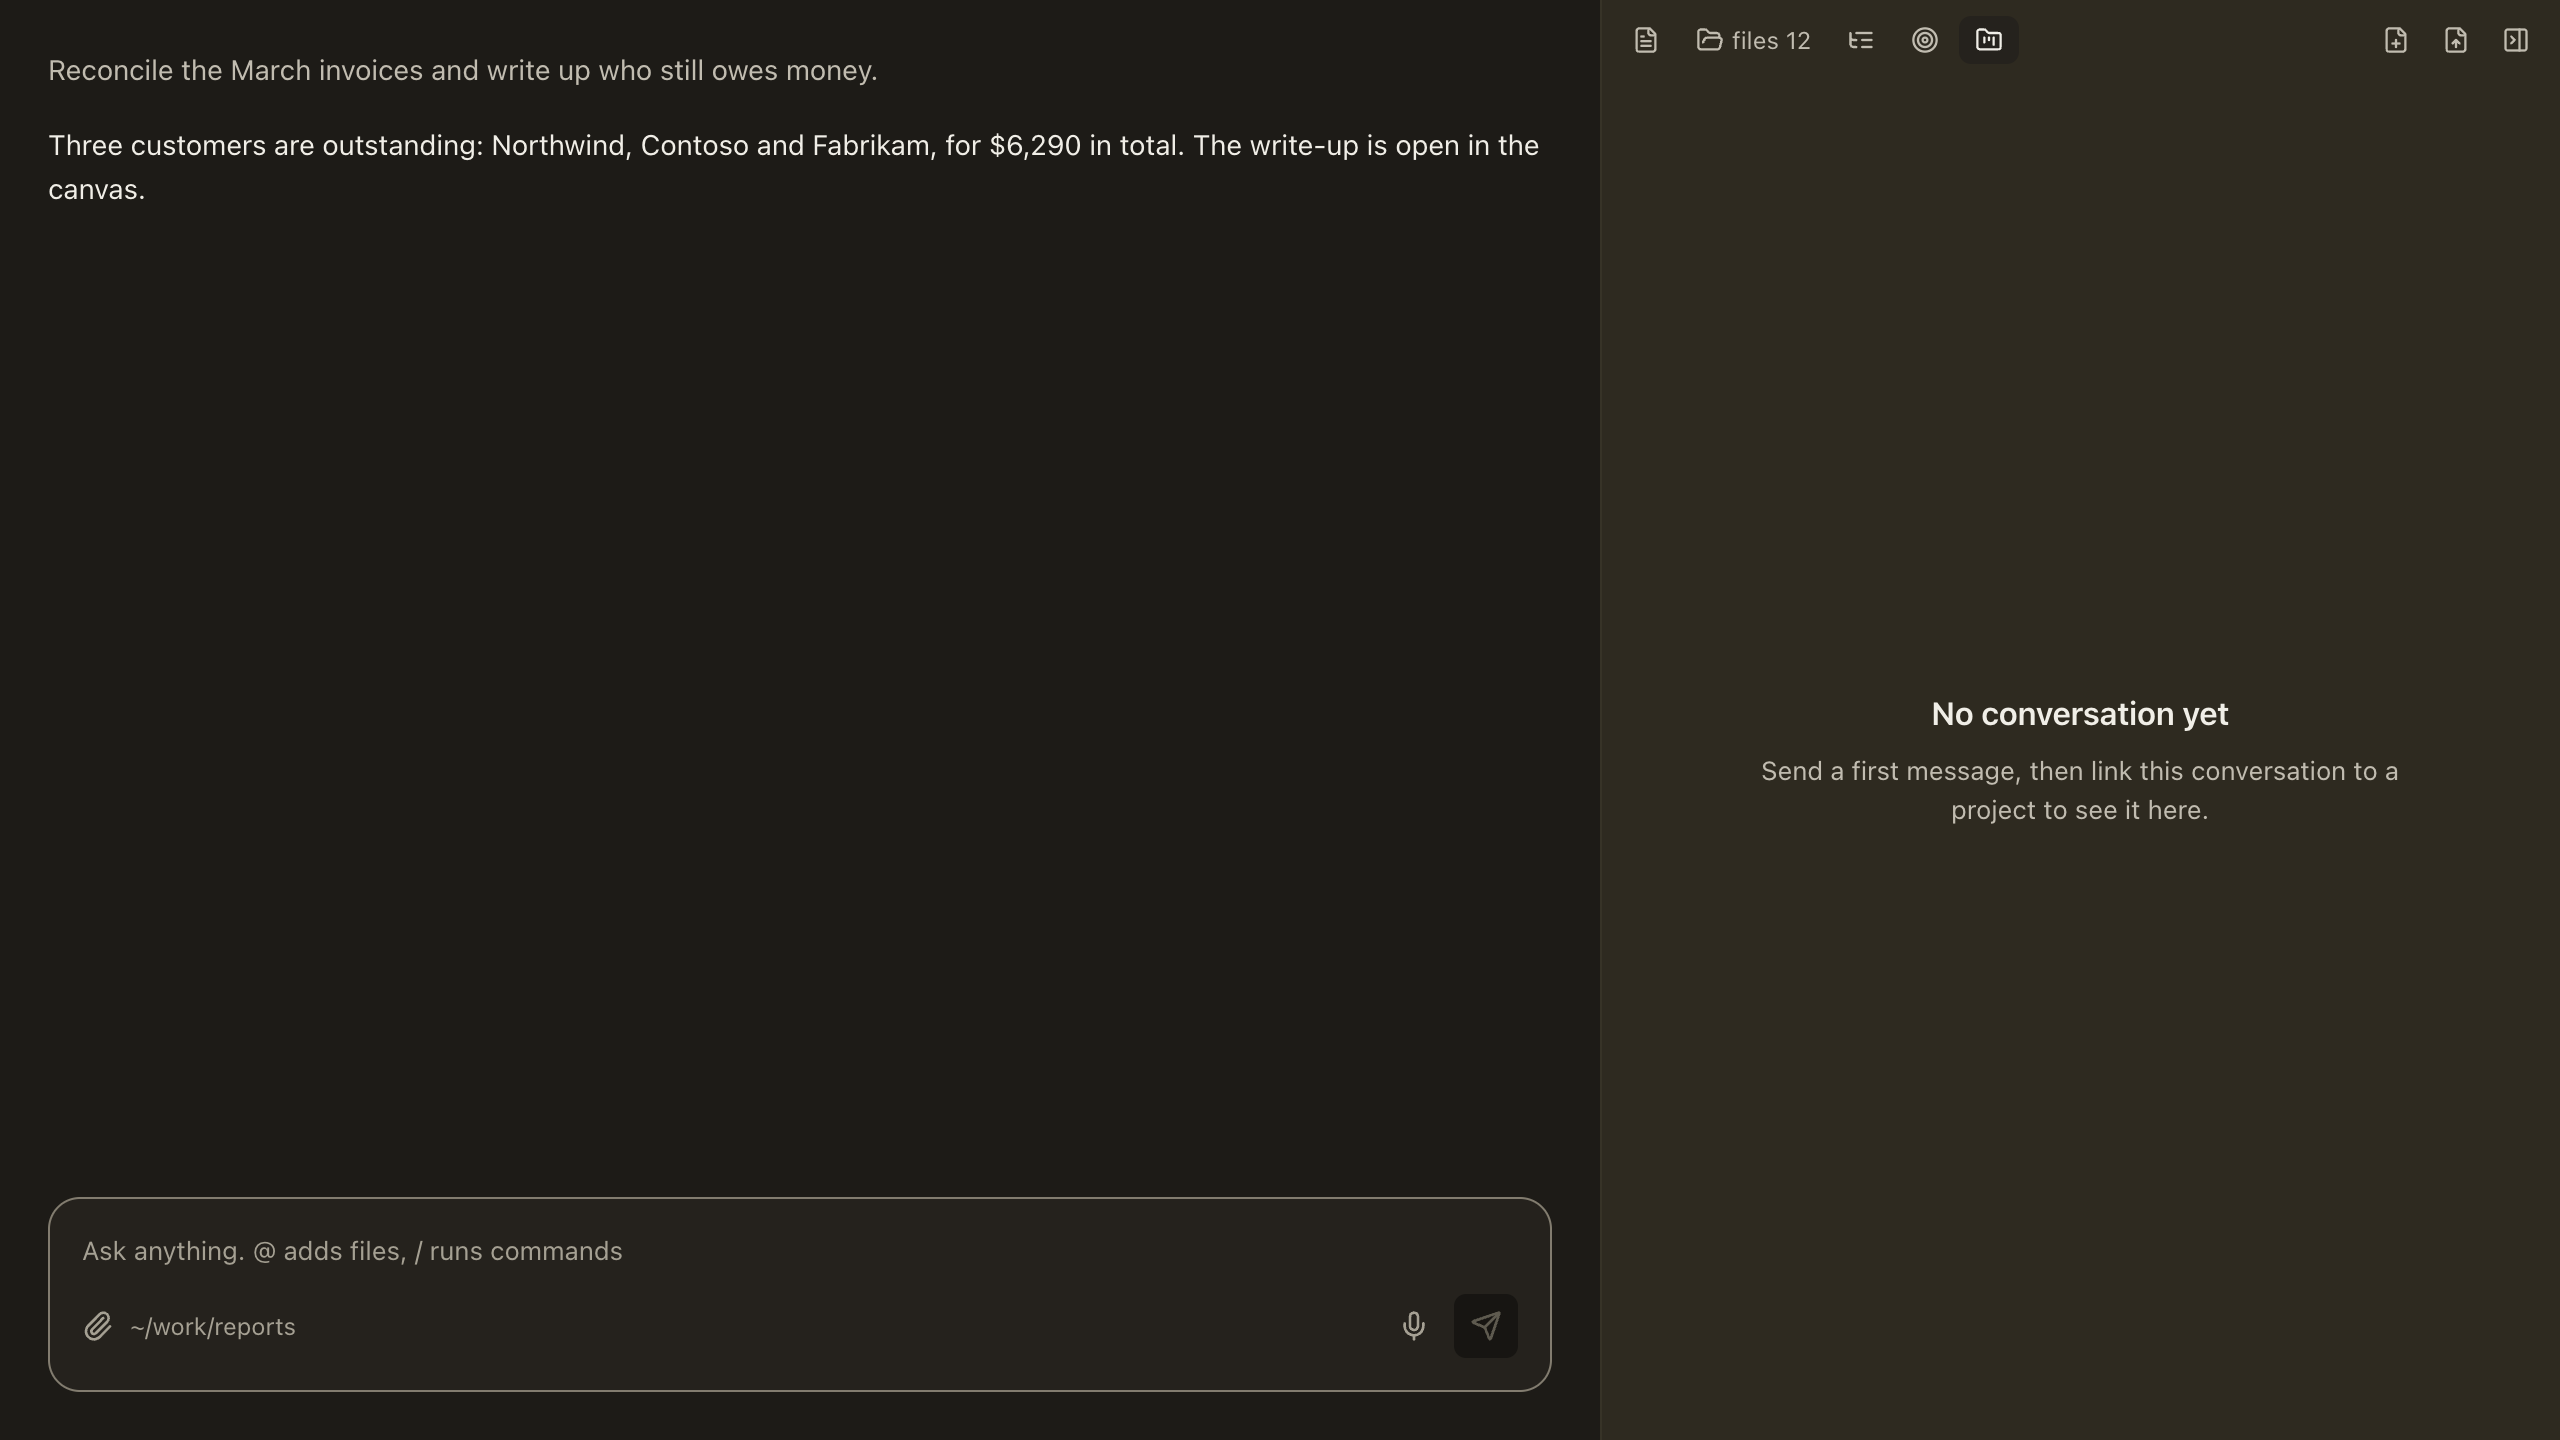 Reconcile the March invoices and write up who still owes money.
Three customers are outstanding: Northwind, Contoso and Fabrikam, for $6,290 in total. The write-up is open in the
canvas.
Ask anything. @ adds files, / runs commands
~/work/reports
files 12
No conversation yet
Send a first message, then link this conversation to a
project to see it here.